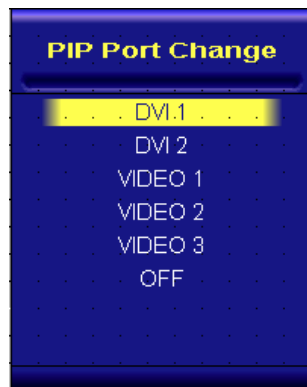 PIP Port Change
DVI 1
DVI 2
VIDEO 1
VIDEO 2
VIDEO 3
OFF